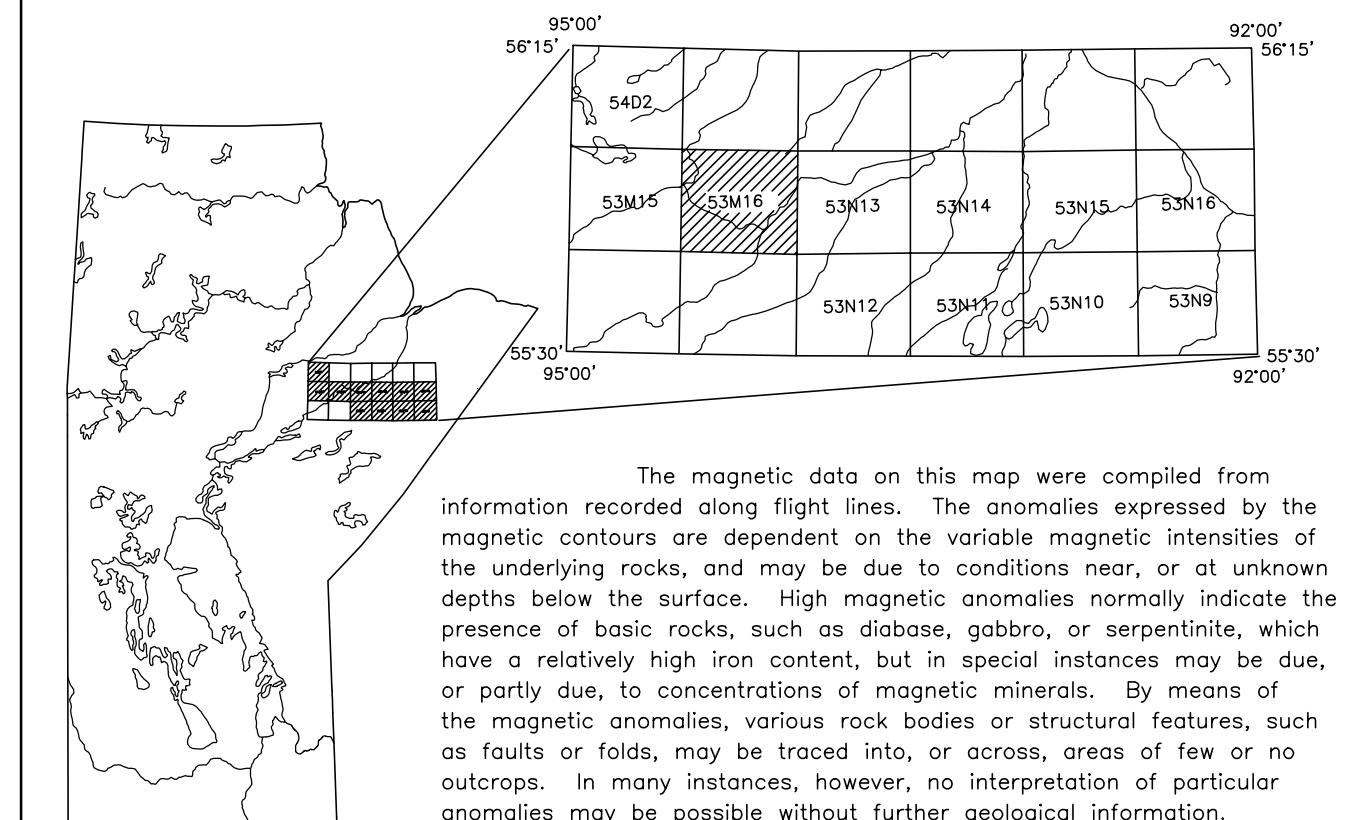 95°00' 92°00'
56°15' 56°15'
54D2
53M15 53M16 53N13 53N14 53N15 53N16
53N12 53N11 53N10 53N9
55°30' 55°30'
95°00' 92°00'
The magnetic data on this map were compiled from
information recorded along flight lines. The anomalies expressed by the
magnetic contours are dependent on the variable magnetic intensities of
the underlying rocks, and may be due to conditions near, or at unknown
depths below the surface. High magnetic anomalies normally indicate the
presence of basic rocks, such as diabase, gabbro, or serpentinite, which
have a relatively high iron content, but in special instances may be due,
or partly due, to concentrations of magnetic minerals. By means of
the magnetic anomalies, various rock bodies or structural features, such
as faults or folds, may be traced into, or across, areas of few or no
outcrops. In many instances, however, no interpretation of particular
anomalies may be possible without further geological information.